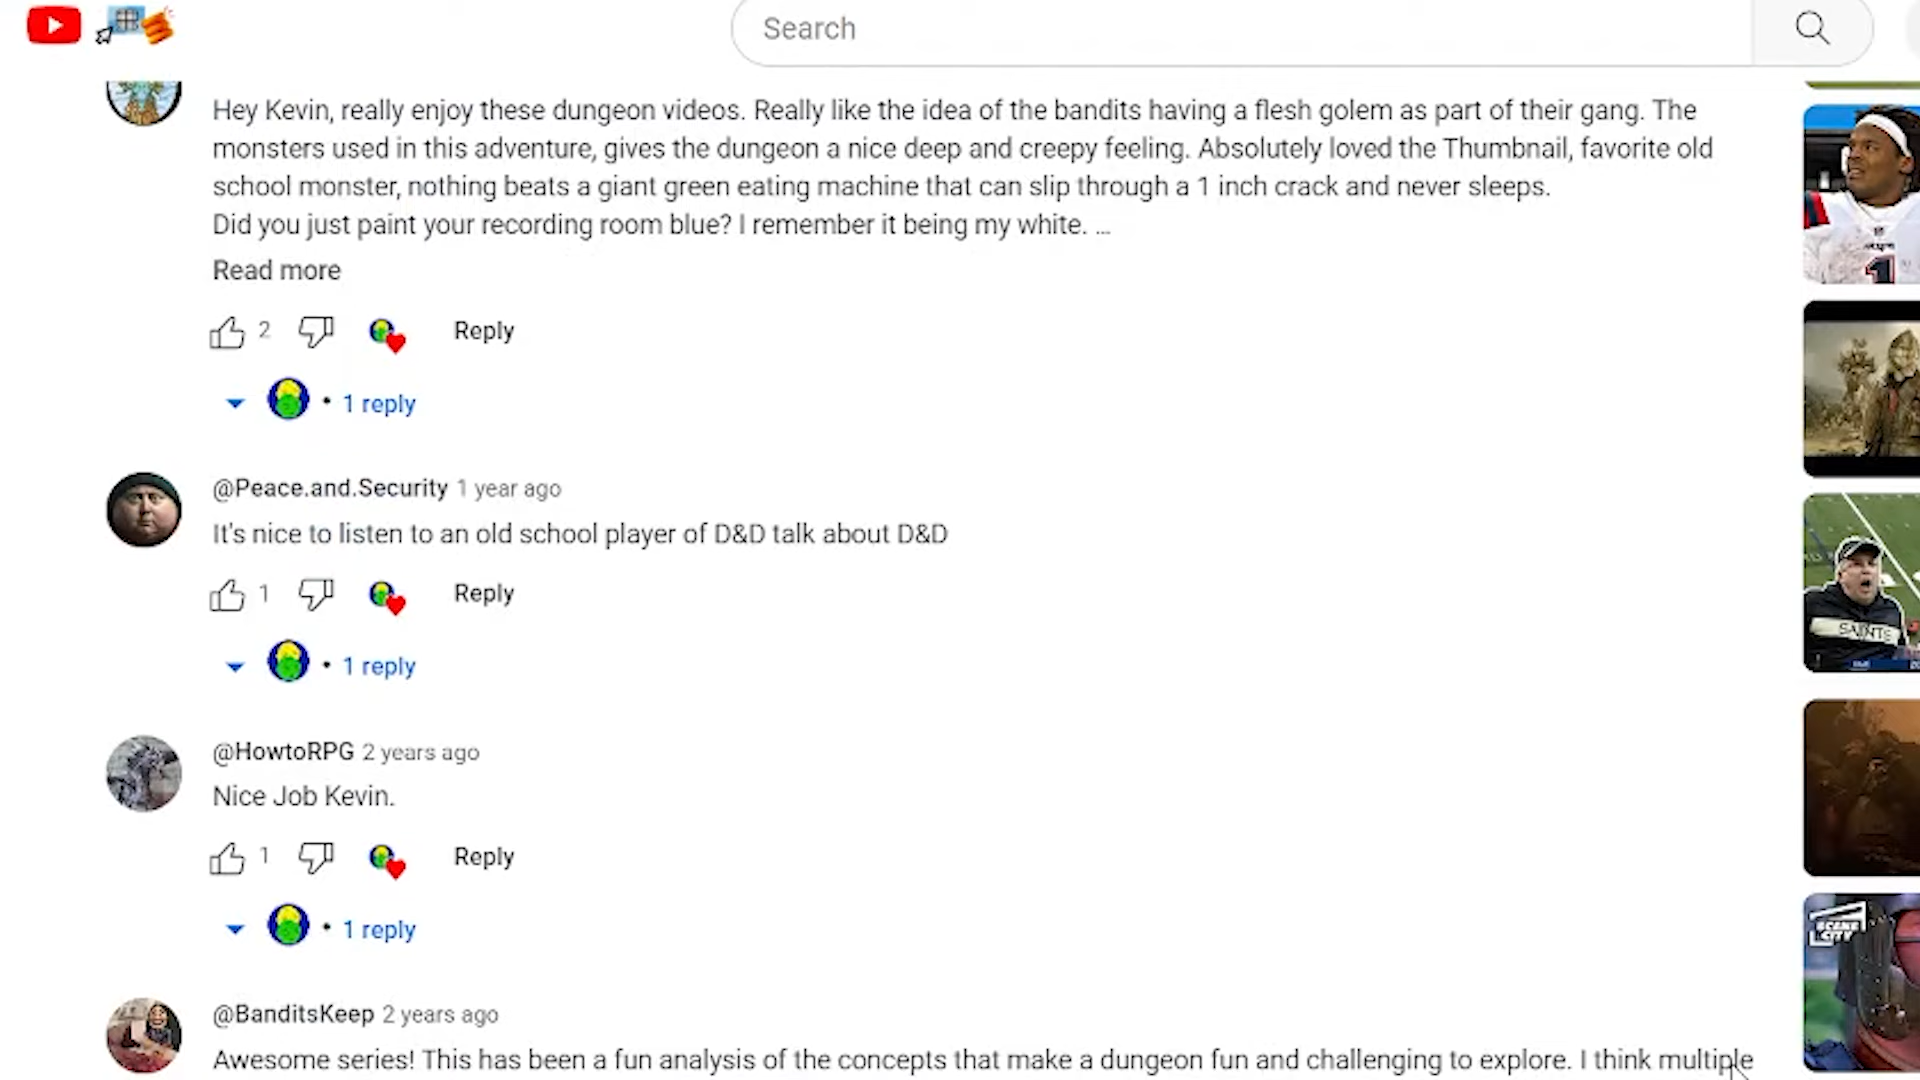 Search
Hey Kevin, really enjoy these dungeon videos. Really like the idea of the bandits having a flesh golem as part of their gang. The
monsters used in this adventure, gives the dungeon a nice deep and creepy feeling. Absolutely loved the Thumbnail, favorite old
school monster, nothing beats a giant green eating machine that can slip through a 1 inch crack and never sleeps.
Did you just paint your recording room blue? I remember it being my white. ...
Read more
2 Reply
• 1 reply
@Peace.and.Security 1 year ago
It's nice to listen to an old school player of D&D talk about D&D
1 Reply
• 1 reply
@HowtoRPG 2 years ago
Nice Job Kevin.
1 Reply
• 1 reply
@BanditsKeep 2 years ago
Awesome series! This has been a fun analysis of the concepts that make a dungeon fun and challenging to explore. I think multiple
1
SAINTS
SCENE
CITY